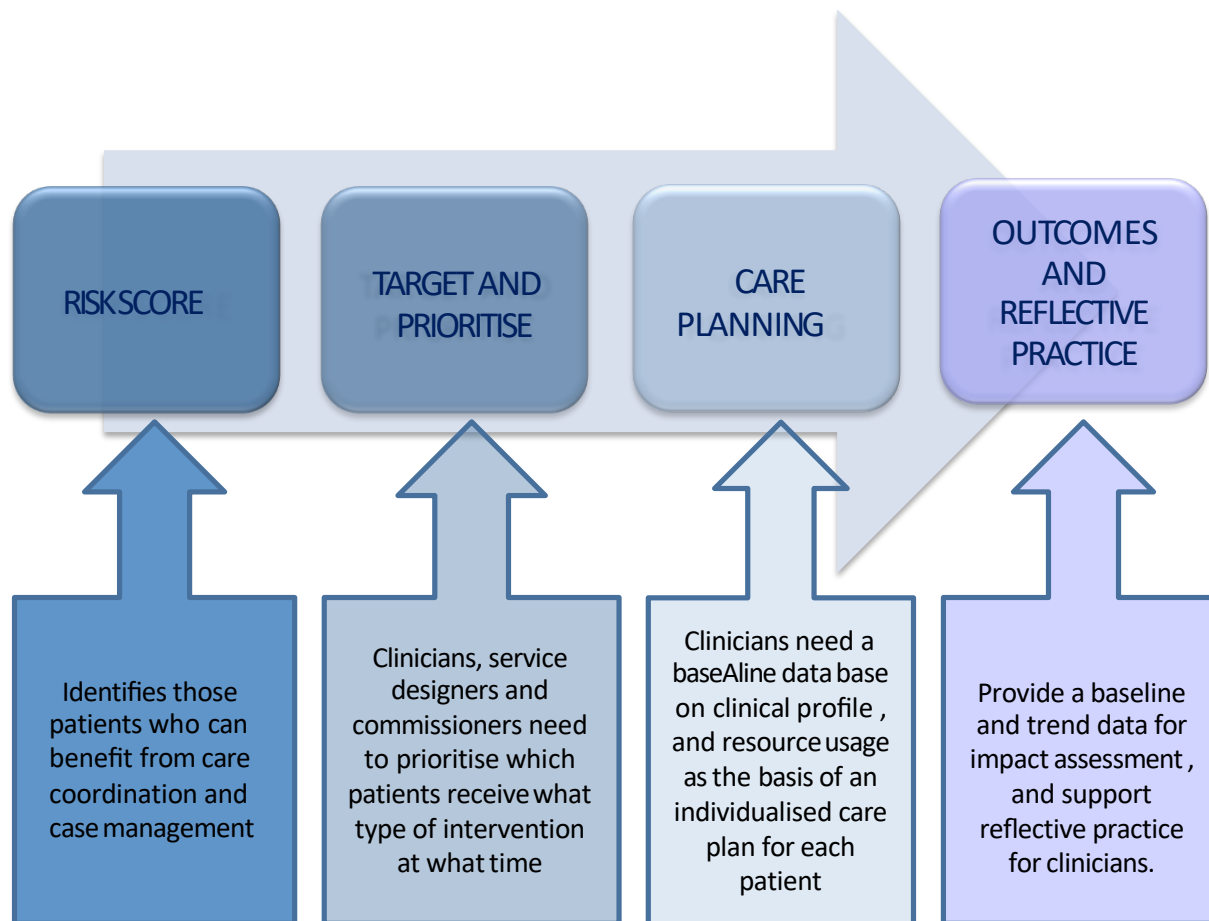 RISK SCORE
TARGET AND
PRIORITISE
CARE
PLANNING
OUTCOMES
AND
REFLECTIVE
PRACTICE
Identifies those
patients who can
benefit from care
coordination and
case management
Clinicians, service
designers and
commissioners need
to prioritise which
patients receive what
type of intervention
at what time
Clinicians need a
baseAline data base
on clinical profile ,
and resource usage
as the basis of an
individualised care
plan for each
patient
Provide a baseline
and trend data for
impact assessment ,
and support
reflective practice
for clinicians.